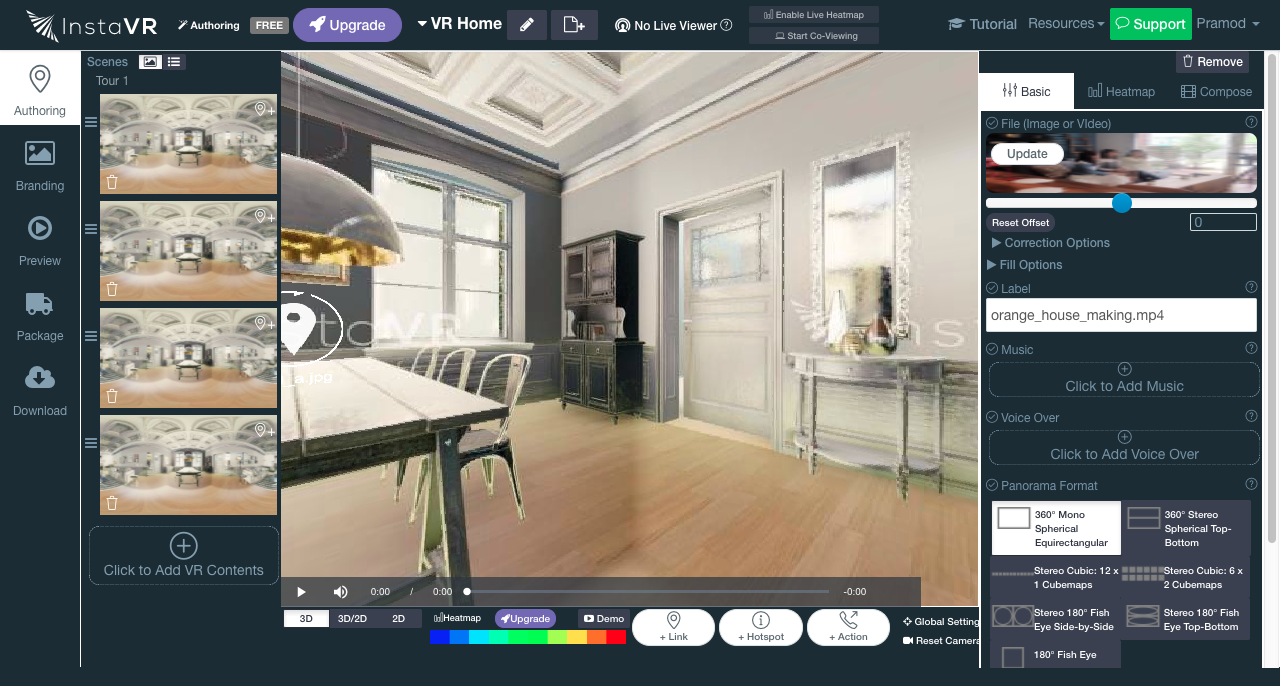 InstaVR
Authoring
FREE
Upgrade
VR Home
No Live Viewer
Enable Live Heatmap
Start Co-Viewing
Tutorial
Resources
Support
Pramod
Authoring
Branding
Preview
Package
Download
Scenes
Tour 1
Click to Add VR Contents
InstaVR
Insta
a.jpg
0:00
/
0:00
-0:00
3D
3D/2D
2D
Heatmap
Upgrade
Demo
+ Link
+ Hotspot
+ Action
Global Setting
Reset Camera
Remove
Basic
Heatmap
Compose
File (Image or VIdeo)
Update
Reset Offset
0
Correction Options
Fill Options
Label
orange_house_making.mp4
Music
Click to Add Music
Voice Over
Click to Add Voice Over
Panorama Format
360° Mono
Spherical
Equirectangular
360° Stereo
Spherical Top-
Bottom
Stereo Cubic: 12 x
1 Cubemaps
Stereo Cubic: 6 x
2 Cubemaps
Stereo 180° Fish
Eye Side-by-Side
Stereo 180° Fish
Eye Top-Bottom
180° Fish Eye